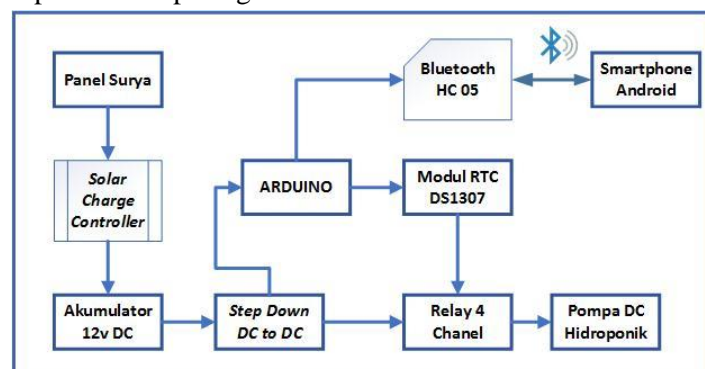 Panel Surya
Bluetooth
HC 05
Smartphone
Android
Solar
Charge
Controller
ARDUINO
Modul RTC
DS1307
Akumulator
12v DC
Step Down
DC to DC
Relay 4
Chanel
Pompa DC
Hidroponik